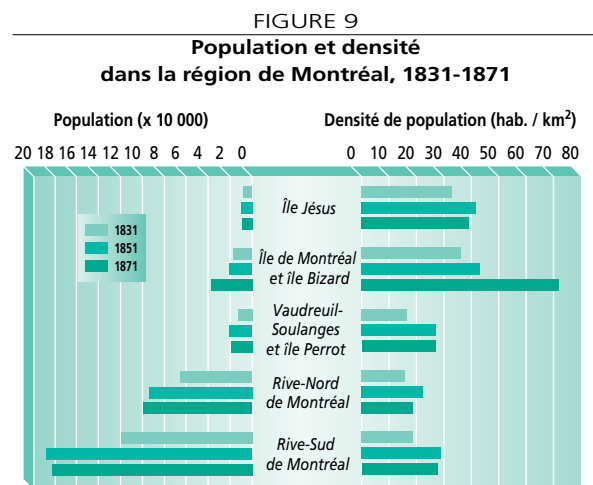 FIGURE 9
Population et densité
dans la région de Montréal, 1831-1871
Population (x 10 000)
Densité de population (hab. / km²)
20 18 16 14 12 10 8 6 4 2 0
0 10 20 30 40 50 60 70 80
1831
1851
1871
Île Jésus
Île de Montréal
et île Bizard
Vaudreuil-
Soulanges
et île Perrot
Rive-Nord
de Montréal
Rive-Sud
de Montréal